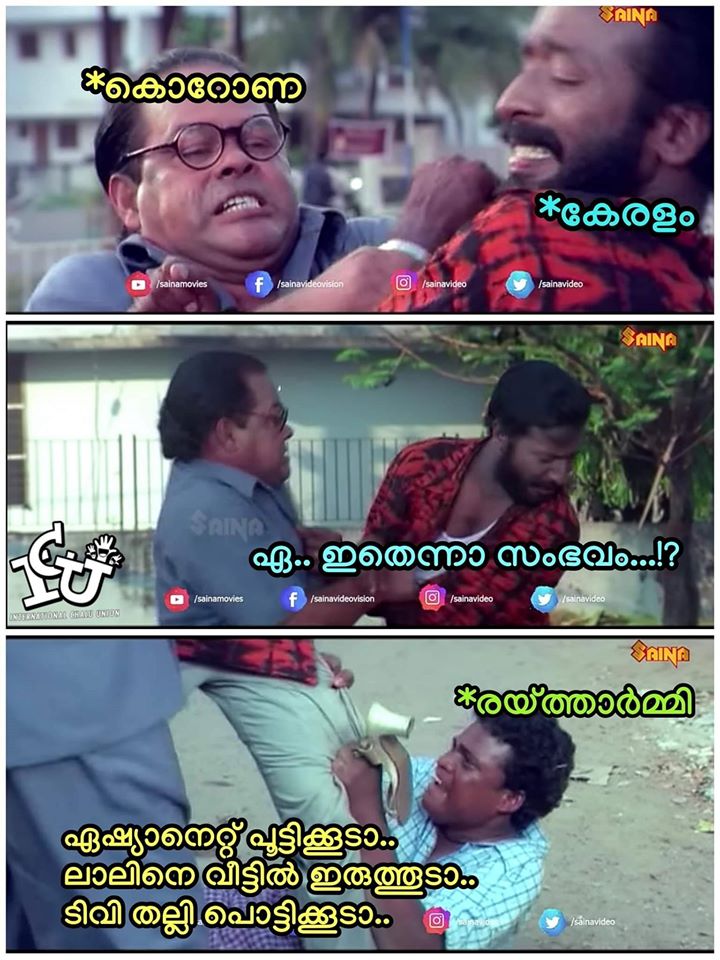 SAINA
*കൊറോണ
*കേരളം
/sainamovies
/sainavideovision
/sainavideo
/sainavideo
SAINA
SAINA
ഏ.. ഇതെന്നാ സംഭവം...!?
ICU
INTERNATIONAL CHALU UNION
/sainamovies
/sainavideovision
/sainavideo
/sainavideo
SAINA
*രയ്ത്താർമ്മി
ഏഷ്യാനെറ്റ് പൂട്ടിക്കൂടാ..
ലാലിനെ വീട്ടിൽ ഇരുത്തൂടാ..
ടിവി തല്ലി പൊട്ടിക്കൂടാ..
/sainavideo